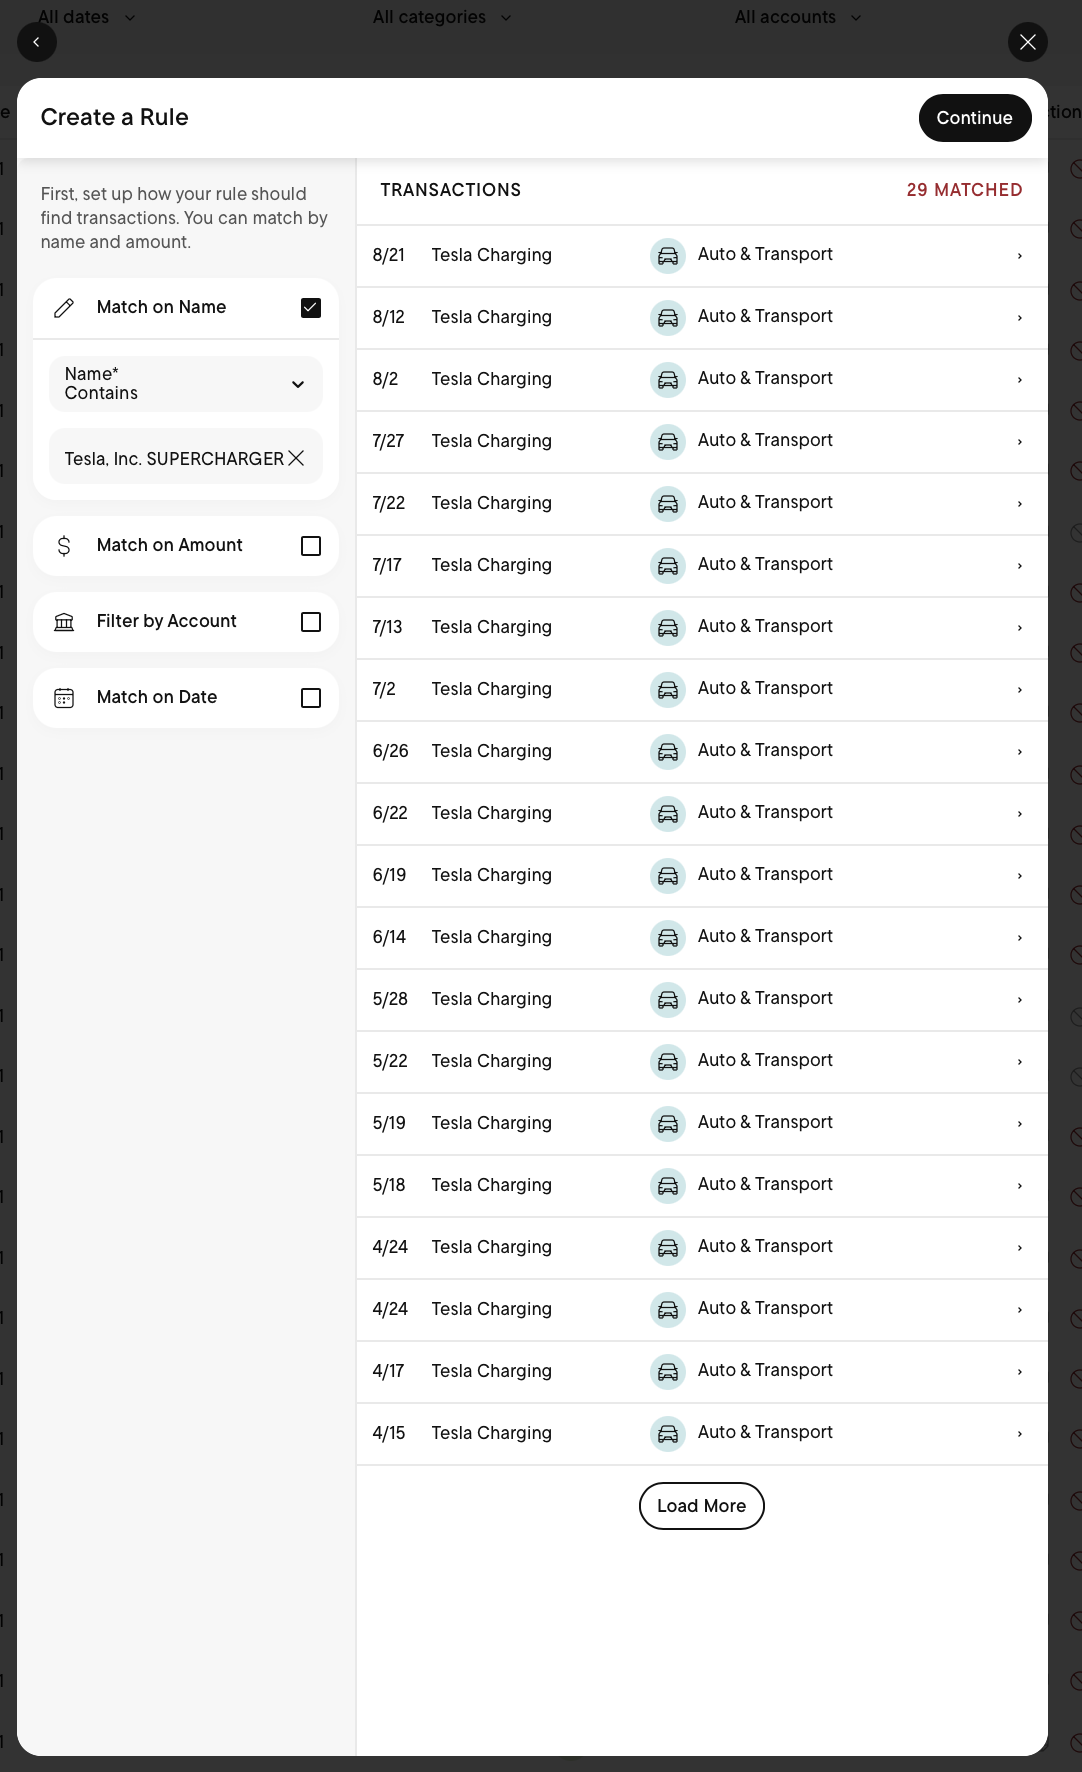 All dates
All categories
All accounts
Create a Rule
Continue
First, set up how your rule should
find transactions. You can match by
name and amount.
Match on Name
Name*
Contains
Tesla, Inc. SUPERCHARGER
Match on Amount
Filter by Account
Match on Date
TRANSACTIONS
29 MATCHED
8/21 Tesla Charging Auto & Transport
8/12 Tesla Charging Auto & Transport
8/2 Tesla Charging Auto & Transport
7/27 Tesla Charging Auto & Transport
7/22 Tesla Charging Auto & Transport
7/17 Tesla Charging Auto & Transport
7/13 Tesla Charging Auto & Transport
7/2 Tesla Charging Auto & Transport
6/26 Tesla Charging Auto & Transport
6/22 Tesla Charging Auto & Transport
6/19 Tesla Charging Auto & Transport
6/14 Tesla Charging Auto & Transport
5/28 Tesla Charging Auto & Transport
5/22 Tesla Charging Auto & Transport
5/19 Tesla Charging Auto & Transport
5/18 Tesla Charging Auto & Transport
4/24 Tesla Charging Auto & Transport
4/24 Tesla Charging Auto & Transport
4/17 Tesla Charging Auto & Transport
4/15 Tesla Charging Auto & Transport
Load More